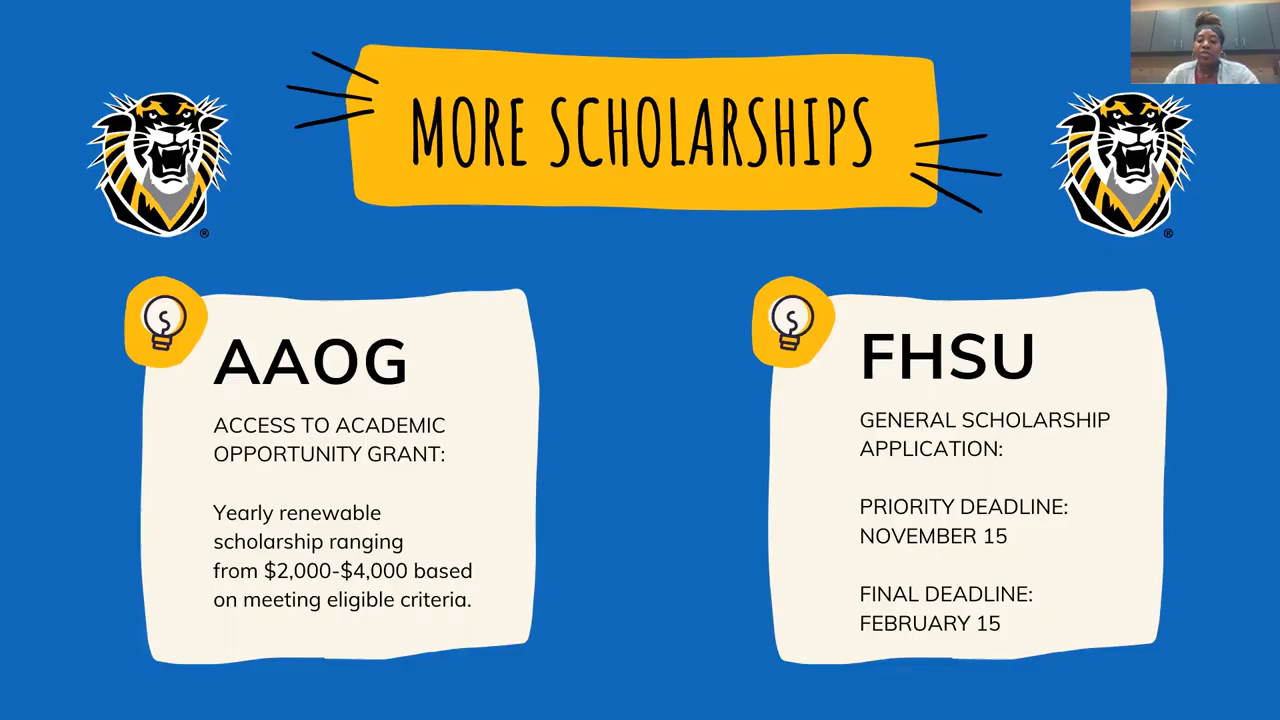 MORE SCHOLARSHIPS
AAOG
ACCESS TO ACADEMIC
OPPORTUNITY GRANT:
Yearly renewable
scholarship ranging
from $2,000-$4,000 based
on meeting eligible criteria.
FHSU
GENERAL SCHOLARSHIP
APPLICATION:
PRIORITY DEADLINE:
NOVEMBER 15
FINAL DEADLINE:
FEBRUARY 15
®
®